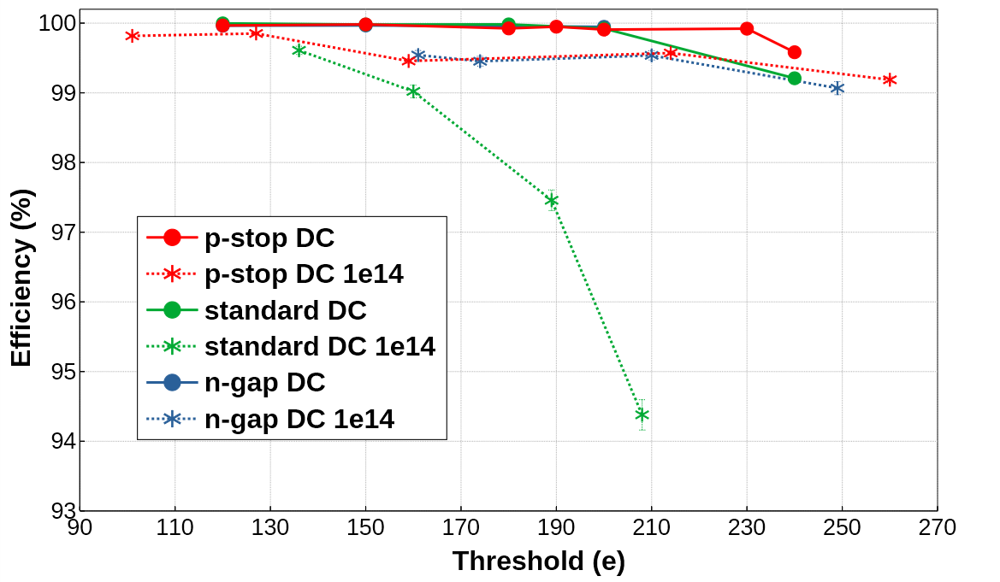 100
99
98
97
96
95
94
93
Efficiency (%)
p-stop DC
p-stop DC 1e14
standard DC
standard DC 1e14
n-gap DC
n-gap DC 1e14
90 110 130 150 170 190 210 230 250 270
Threshold (e)